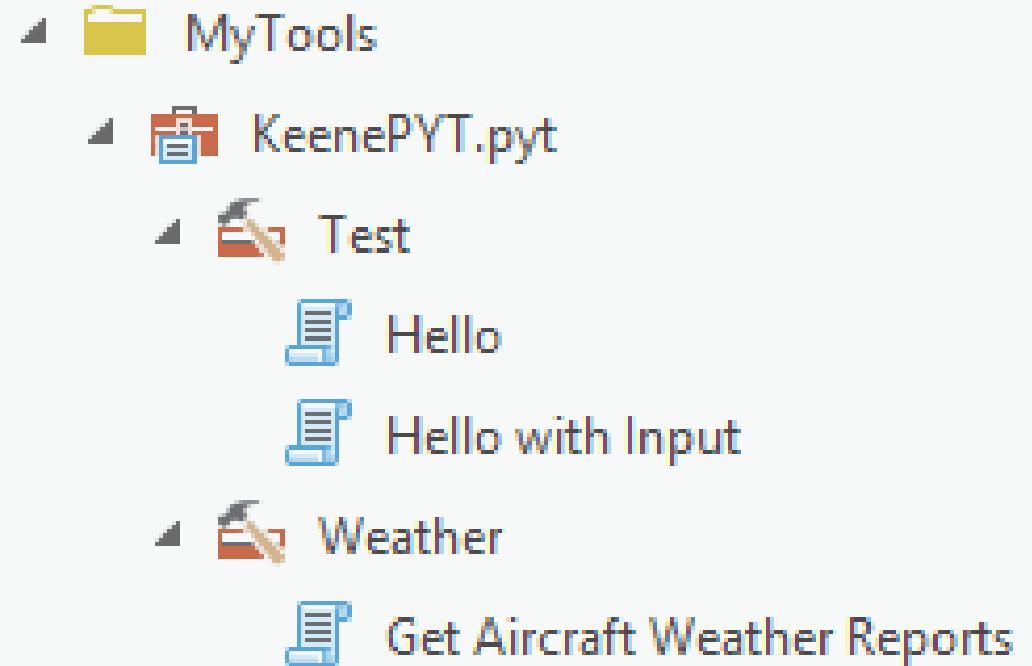 MyTools
KeenePYT.pyt
Test
Hello
Hello with Input
Weather
Get Aircraft Weather Reports